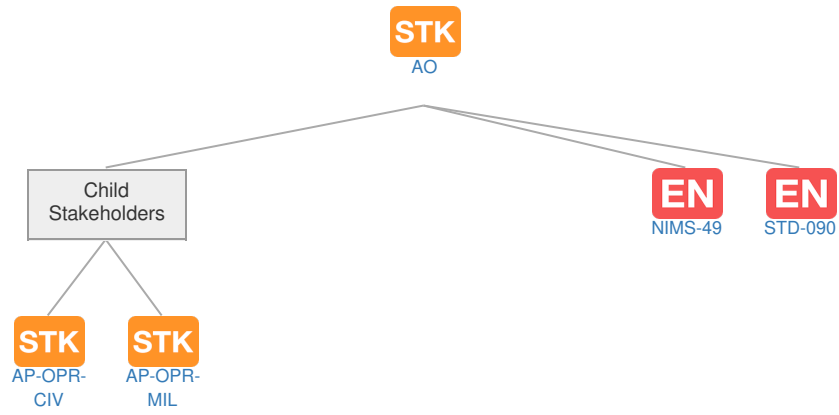 STK
AO
Child
Stakeholders
EN
NIMS-49
EN
STD-090
STK
AP-OPR-
CIV
STK
AP-OPR-
MIL